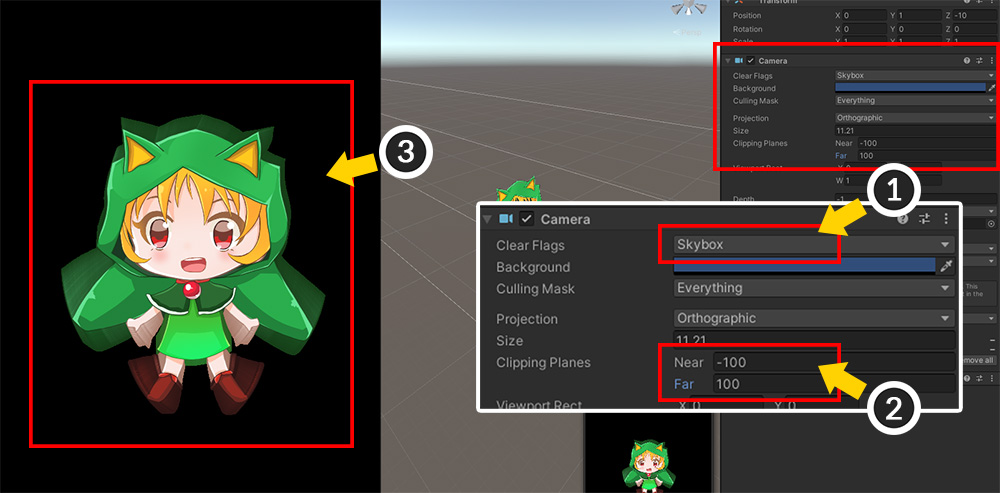 Transform
Position X 0 Y 1 Z -10
Rotation X 0 Y 0 Z 0
Scale X 1 Y 1 Z 1
Camera
Clear Flags Skybox
Background
Culling Mask Everything
Projection Orthographic
Size 11.21
Clipping Planes Near -100
Far 100
Viewport Rect X 0
W 1
Depth -1
3
1
Camera
Clear Flags Skybox
Background
Culling Mask Everything
Projection Orthographic
Size 11.21
Clipping Planes Near -100
Far 100
Viewport Rect X 0 Y 0
2
This
t in the
move all